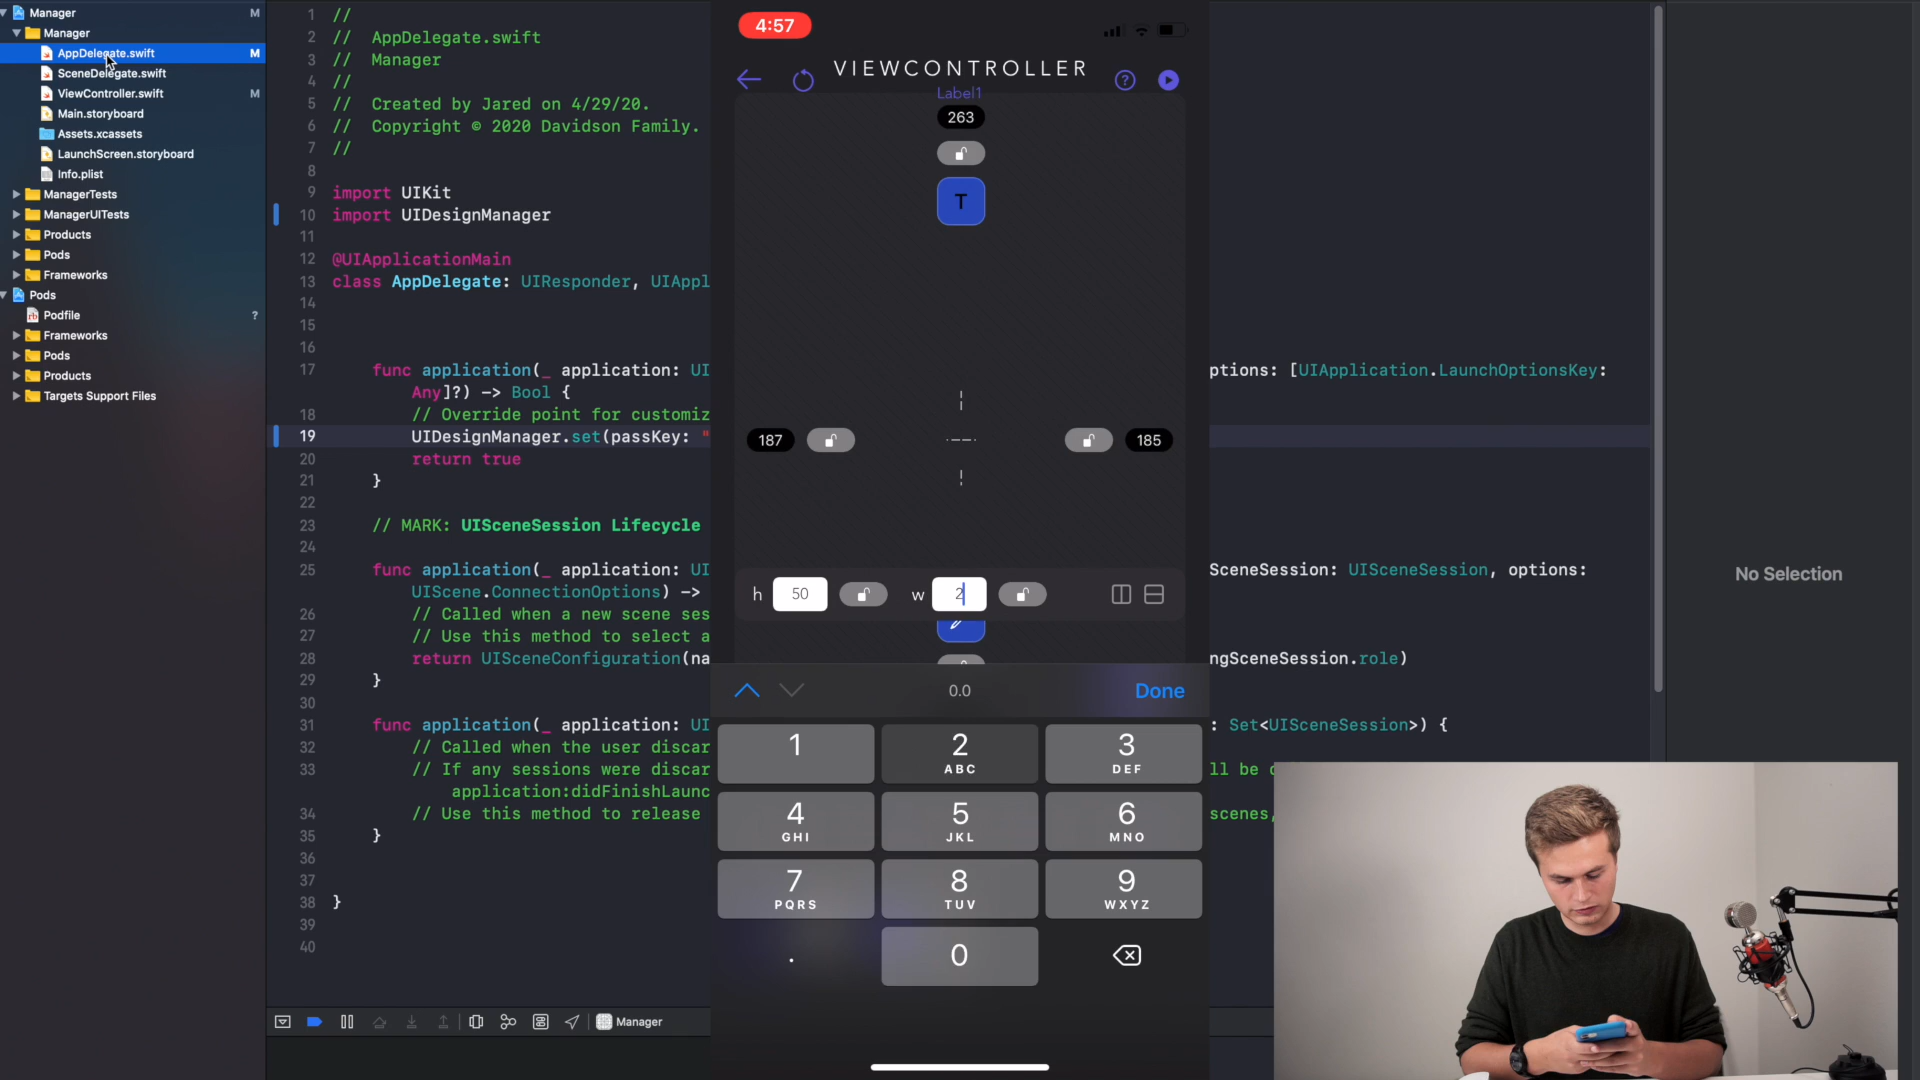 Manager M
Manager
AppDelegate.swift M
SceneDelegate.swift
ViewController.swift M
Main.storyboard
Assets.xcassets
LaunchScreen.storyboard
Info.plist
ManagerTests
ManagerUITests
Products
Pods
Frameworks
Pods
Podfile ?
Frameworks
Pods
Products
Targets Support Files
1 //
2 // AppDelegate.swift
3 // Manager
4 //
5 // Created by Jared on 4/29/20.
6 // Copyright © 2020 Davidson Family.
7 //
8
9 import UIKit
10 import UIDesignManager
11
12 @UIApplicationMain
13 class AppDelegate: UIResponder, UIAppl
14
15
16
17 func application(_ application: UI ptions: [UIApplication.LaunchOptionsKey:
Any]?) -> Bool {
18 // Override point for customiz
19 UIDesignManager.set(passKey: "
20 return true
21 }
22
23 // MARK: UISceneSession Lifecycle
24
25 func application(_ application: UI SceneSession: UISceneSession, options:
UIScene.ConnectionOptions) ->
26 // Called when a new scene ses
27 // Use this method to select a
28 return UISceneConfiguration(na ngSceneSession.role)
29 }
30
31 func application(_ application: UI : Set<UISceneSession>) {
32 // Called when the user discar
33 // If any sessions were discar ll be c
application:didFinishLaunc
34 // Use this method to release scenes,
35 }
36
37
38 }
39
40
Manager
4:57
VIEWCONTROLLER
?
Label1
263
T
187
185
h 50 w 2
0.0 Done
1
2
ABC
3
DEF
4
GHI
5
JKL
6
MNO
7
PQRS
8
TUV
9
WXYZ
.
0
No Selection